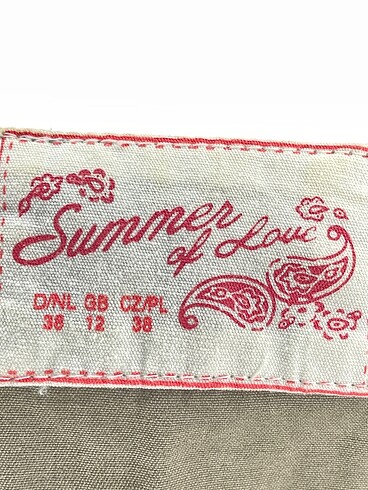 Summer
of Love
D/NL GB CZ/PL
38 12 38